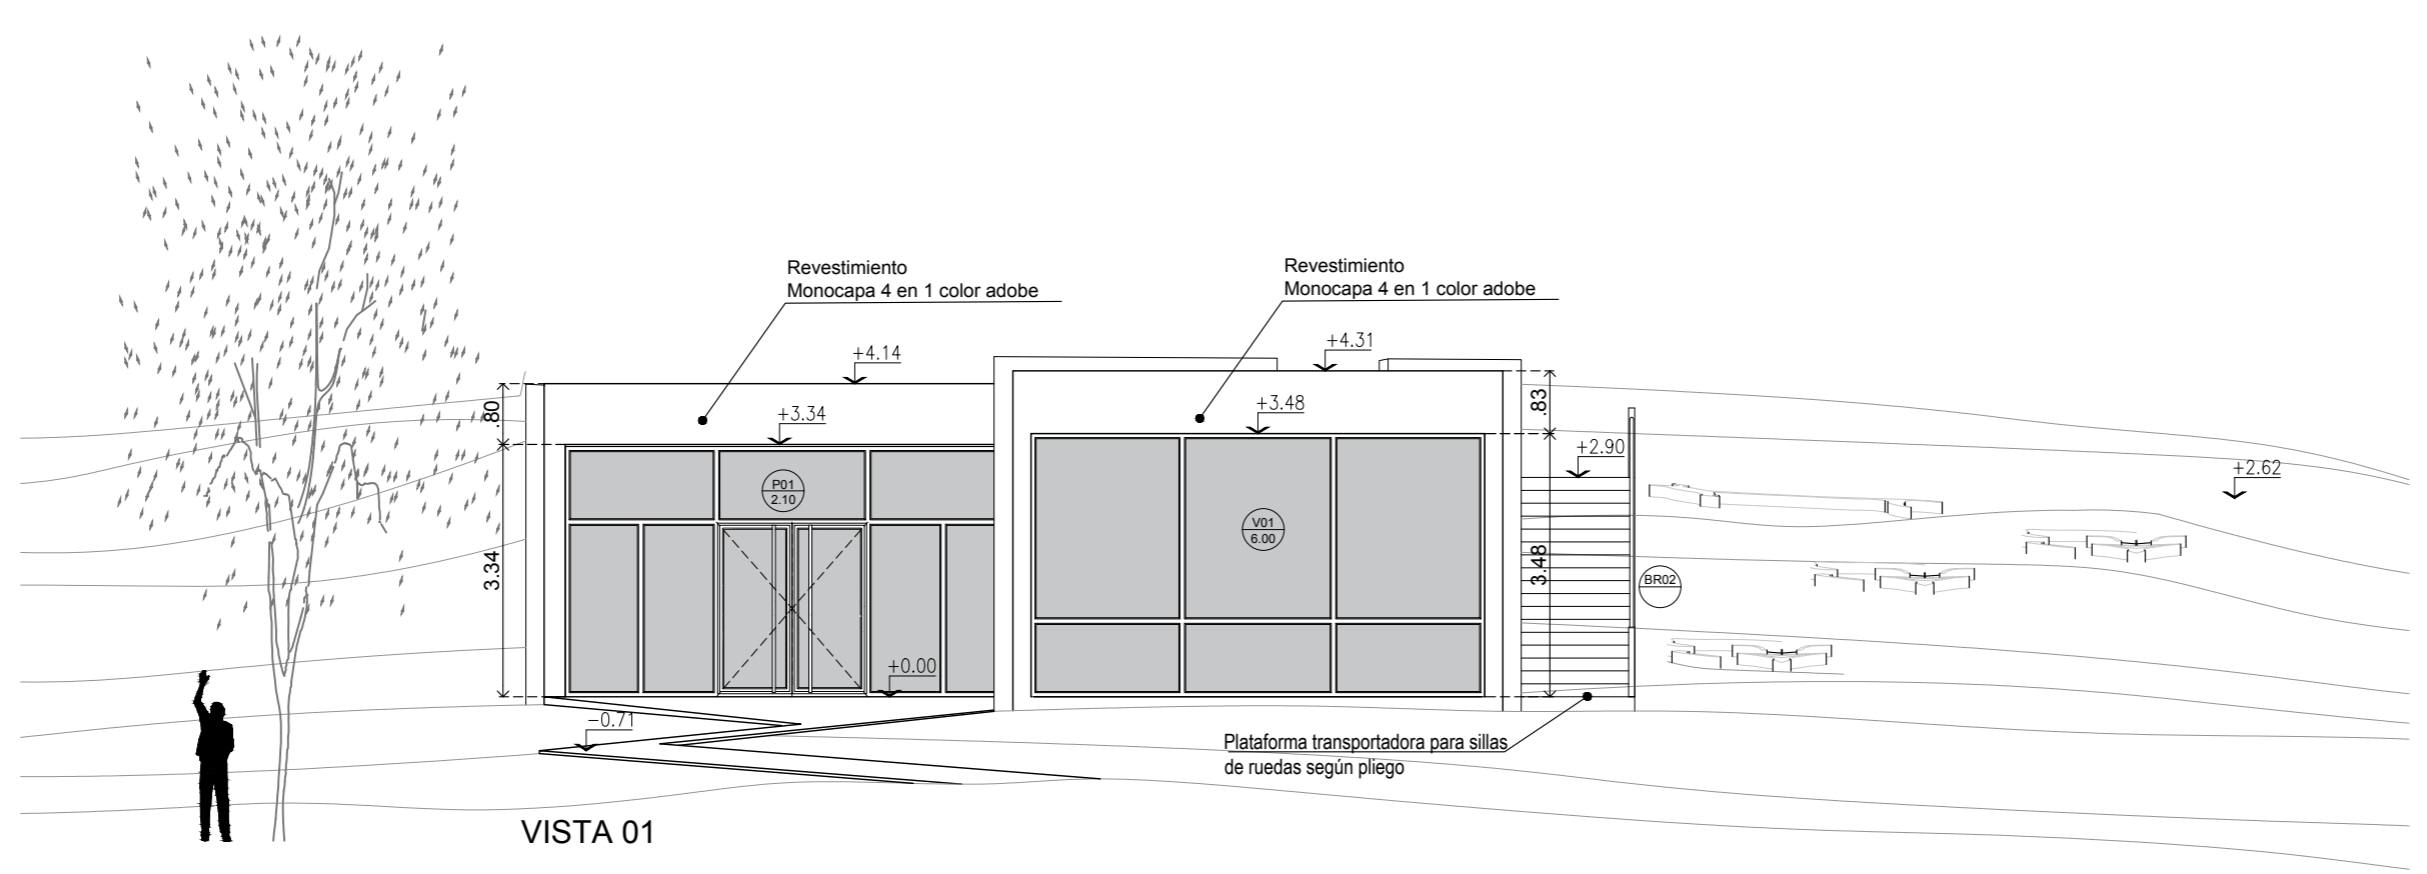 Revestimiento
Monocapa 4 en 1 color adobe
Revestimiento
Monocapa 4 en 1 color adobe
+4.14
+4.31
.80
+3.34
+3.48
.83
+2.90
+2.62
P01
2.10
V01
6.00
3.34
3.48
BR02
+0.00
-0.71
Plataforma transportadora para sillas
de ruedas según pliego
VISTA 01